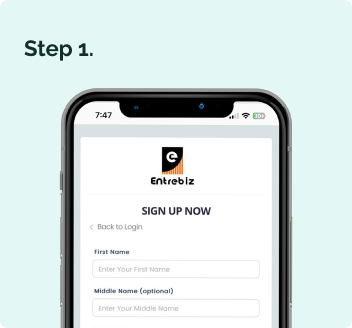 Step 1.
7:47
Entrebiz
SIGN UP NOW
Back to Login
First Name
Enter Your First Name
Middle Name (optional)
Enter Your Middle Name